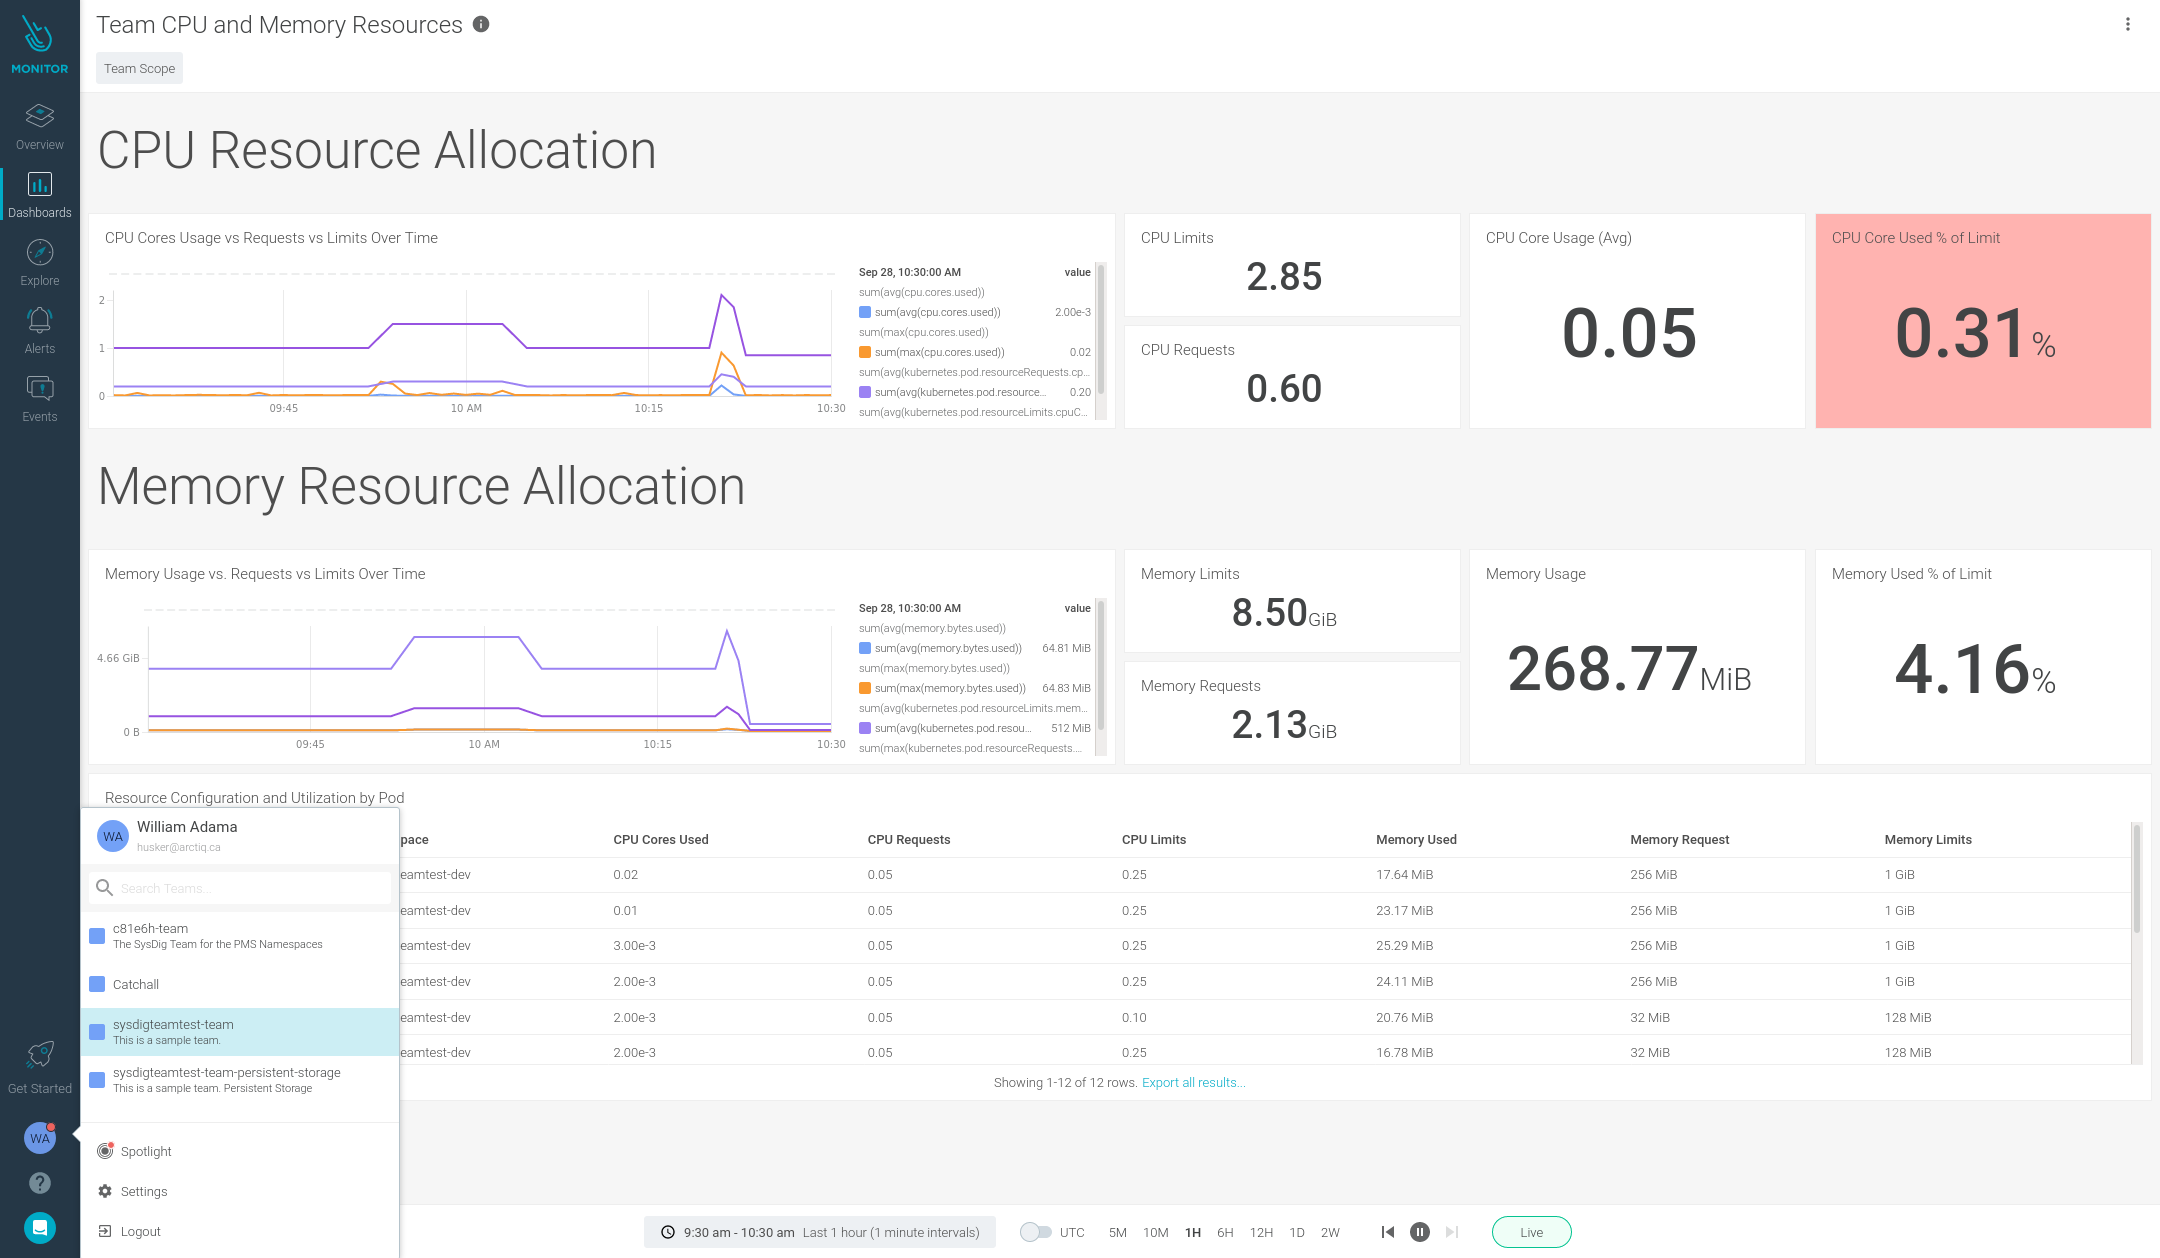 MONITOR
Overview
Dashboards
Explore
Alerts
Events
Get Started
WA
Team CPU and Memory Resources
Team Scope
CPU Resource Allocation
CPU Cores Usage vs Requests vs Limits Over Time
2
1
0
09:45 10 AM 10:15 10:30
Sep 28, 10:30:00 AM value
sum(avg(cpu.cores.used))
sum(avg(cpu.cores.used)) 2.00e-3
sum(max(cpu.cores.used))
sum(max(cpu.cores.used)) 0.02
sum(avg(kubernetes.pod.resourceRequests.cp...
sum(avg(kubernetes.pod.resource... 0.20
sum(avg(kubernetes.pod.resourceLimits.cpuC...
CPU Limits
2.85
CPU Requests
0.60
CPU Core Usage (Avg)
0.05
CPU Core Used % of Limit
0.31%
Memory Resource Allocation
Memory Usage vs. Requests vs Limits Over Time
4.66 GiB
0 B
09:45 10 AM 10:15 10:30
Sep 28, 10:30:00 AM value
sum(avg(memory.bytes.used))
sum(avg(memory.bytes.used)) 64.81 MiB
sum(max(memory.bytes.used))
sum(max(memory.bytes.used)) 64.83 MiB
sum(avg(kubernetes.pod.resourceLimits.mem...
sum(avg(kubernetes.pod.resou... 512 MiB
sum(max(kubernetes.pod.resourceRequests....
Memory Limits
8.50GiB
Memory Requests
2.13GiB
Memory Usage
268.77MiB
Memory Used % of Limit
4.16%
Resource Configuration and Utilization by Pod
pace CPU Cores Used CPU Requests CPU Limits Memory Used Memory Request Memory Limits
eamtest-dev 0.02 0.05 0.25 17.64 MiB 256 MiB 1 GiB
eamtest-dev 0.01 0.05 0.25 23.17 MiB 256 MiB 1 GiB
eamtest-dev 3.00e-3 0.05 0.25 25.29 MiB 256 MiB 1 GiB
eamtest-dev 2.00e-3 0.05 0.25 24.11 MiB 256 MiB 1 GiB
eamtest-dev 2.00e-3 0.05 0.10 20.76 MiB 32 MiB 128 MiB
eamtest-dev 2.00e-3 0.05 0.25 16.78 MiB 32 MiB 128 MiB
Showing 1-12 of 12 rows. Export all results...
WA
William Adama
husker@arctiq.ca
Search Teams...
c81e6h-team
The SysDig Team for the PMS Namespaces
Catchall
sysdigteamtest-team
This is a sample team.
sysdigteamtest-team-persistent-storage
This is a sample team. Persistent Storage
Spotlight
Settings
Logout
9:30 am - 10:30 am Last 1 hour (1 minute intervals) UTC 5M 10M 1H 6H 12H 1D 2W Live